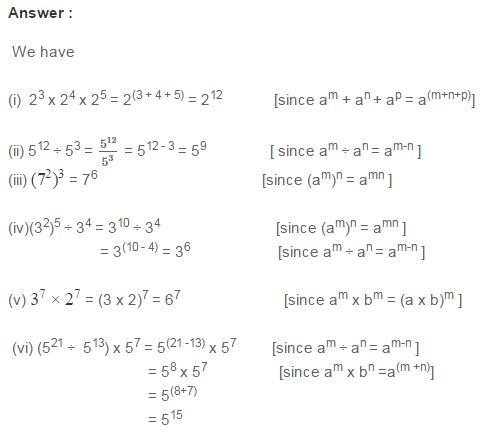 Answer :
We have
(i) 2³ x 2⁴ x 2⁵ = 2⁽³ ⁺ ⁴ ⁺ ⁵⁾ = 2¹² [since aᵐ + aⁿ + aᵖ = a⁽ᵐ⁺ⁿ⁺ᵖ⁾]
(ii) 5¹² ÷ 5³ = 5¹²/5³ = 5¹² ⁻ ³ = 5⁹ [ since aᵐ ÷ aⁿ = aᵐ⁻ⁿ ]
(iii) (7²)³ = 7⁶ [since (aᵐ)ⁿ = aᵐⁿ ]
(iv)(3²)⁵ ÷ 3⁴ = 3¹⁰ ÷ 3⁴ [since (aᵐ)ⁿ = aᵐⁿ ]
= 3⁽¹⁰ ⁻ ⁴⁾ = 3⁶ [since aᵐ ÷ aⁿ = aᵐ⁻ⁿ ]
(v) 3⁷ × 2⁷ = (3 x 2)⁷ = 6⁷ [since aᵐ x bᵐ = (a x b)ᵐ ]
(vi) (5²¹ ÷ 5¹³) x 5⁷ = 5⁽²¹ ⁻¹³⁾ x 5⁷ [since aᵐ ÷ aⁿ = aᵐ⁻ⁿ ]
= 5⁸ x 5⁷ [since aᵐ x bⁿ =a⁽ᵐ ⁺ⁿ⁾]
= 5⁽⁸⁺⁷⁾
= 5¹⁵